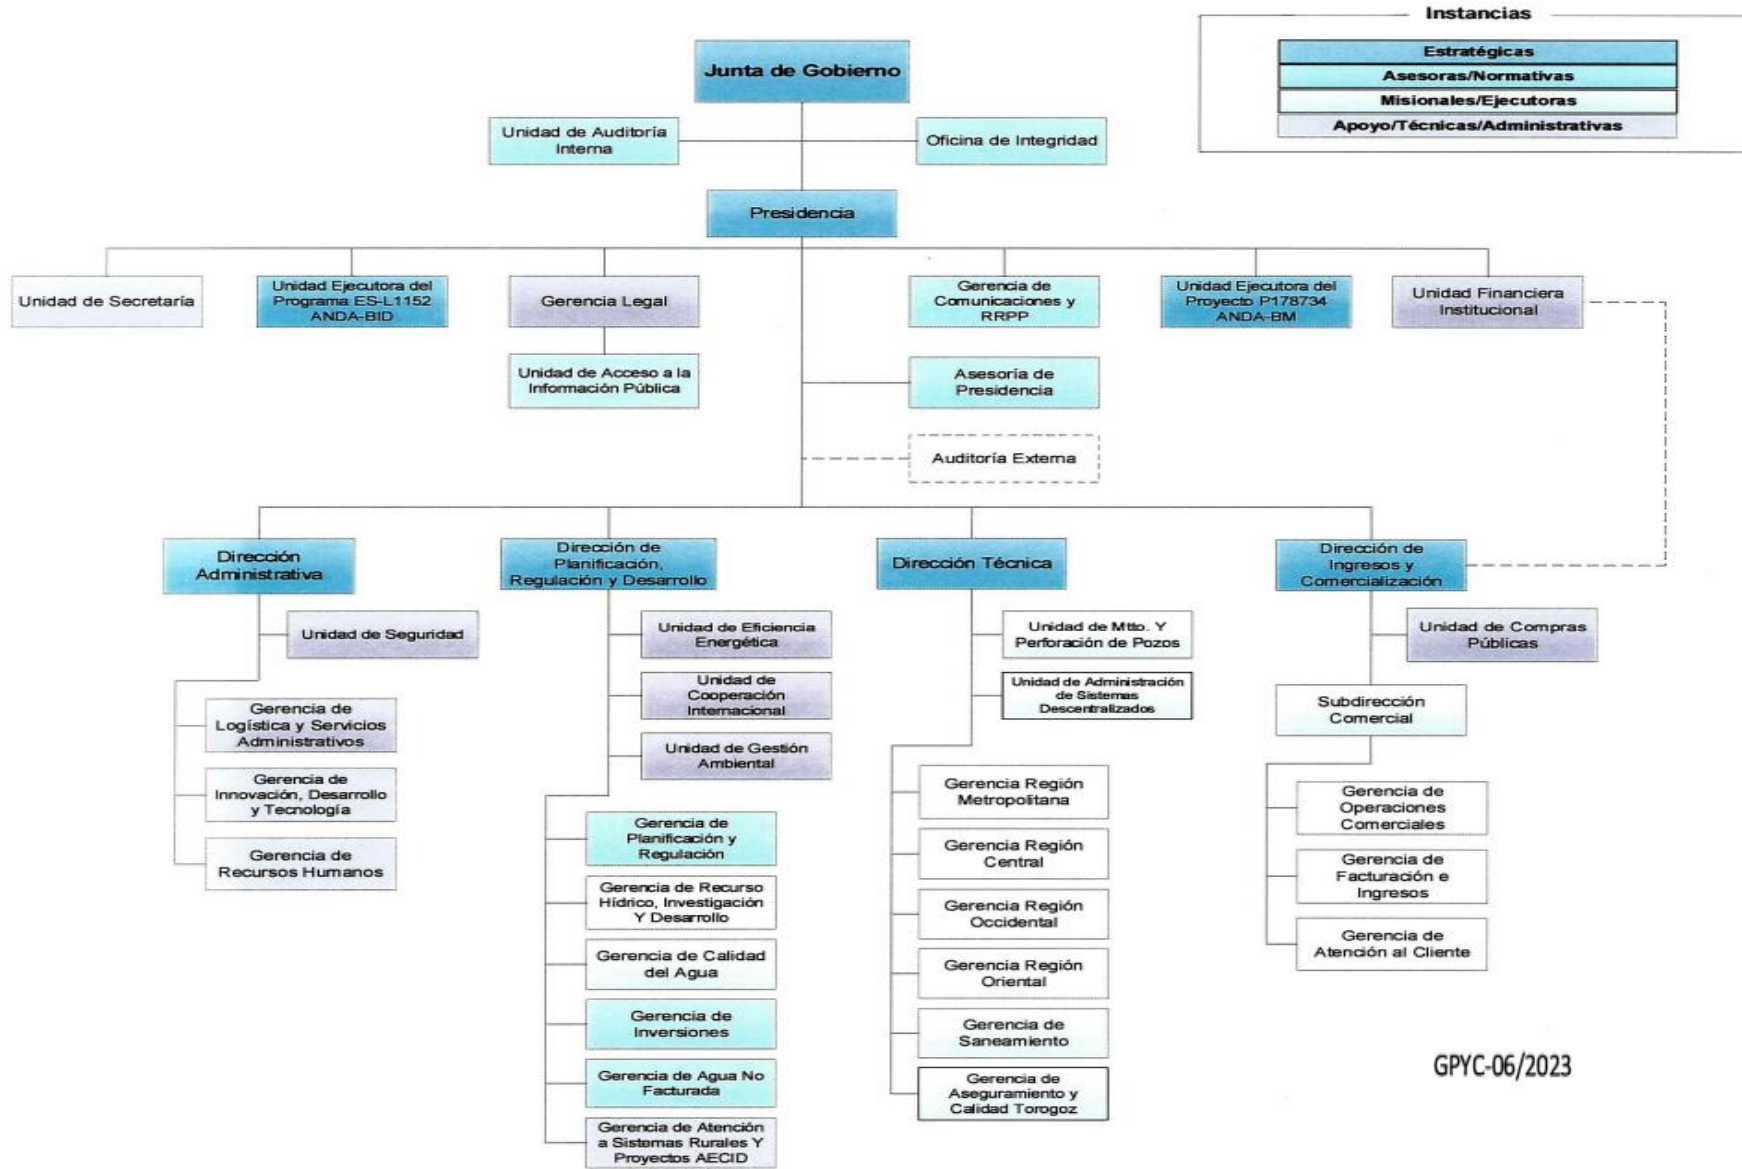 Instancias
Estratégicas
Asesoras/Normativas
Misionales/Ejecutoras
Apoyo/Técnicas/Administrativas
Junta de Gobierno
Unidad de Auditoría
Interna
Oficina de Integridad
Presidencia
Unidad de Secretaría
Unidad Ejecutora del
Programa ES-L1152
ANDA-BID
Gerencia Legal
Gerencia de
Comunicaciones y
RRPP
Unidad Ejecutora del
Proyecto P178734
ANDA-BM
Unidad Financiera
Institucional
Unidad de Acceso a la
Información Pública
Asesoría de
Presidencia
Auditoría Externa
Dirección
Administrativa
Unidad de Seguridad
Gerencia de
Logística y Servicios
Administrativos
Gerencia de
Innovación, Desarrollo
y Tecnología
Gerencia de
Recursos Humanos
Dirección de
Planificación,
Regulación y Desarrollo
Unidad de Eficiencia
Energética
Unidad de
Cooperación
Internacional
Unidad de Gestión
Ambiental
Gerencia de
Planificación y
Regulación
Gerencia de Recurso
Hídrico, Investigación
Y Desarrollo
Gerencia de Calidad
del Agua
Gerencia de
Inversiones
Gerencia de Agua No
Facturada
Gerencia de Atención
a Sistemas Rurales Y
Proyectos AECID
Dirección Técnica
Unidad de Mtto. Y
Perforación de Pozos
Unidad de Administración
de Sistemas
Descentralizados
Gerencia Región
Metropolitana
Gerencia Región
Central
Gerencia Región
Occidental
Gerencia Región
Oriental
Gerencia de
Saneamiento
Gerencia de
Aseguramiento y
Calidad Torogoz
Dirección de
Ingresos y
Comercialización
Unidad de Compras
Públicas
Subdirección
Comercial
Gerencia de
Operaciones
Comerciales
Gerencia de
Facturación e
Ingresos
Gerencia de
Atención al Cliente
GPYC-06/2023